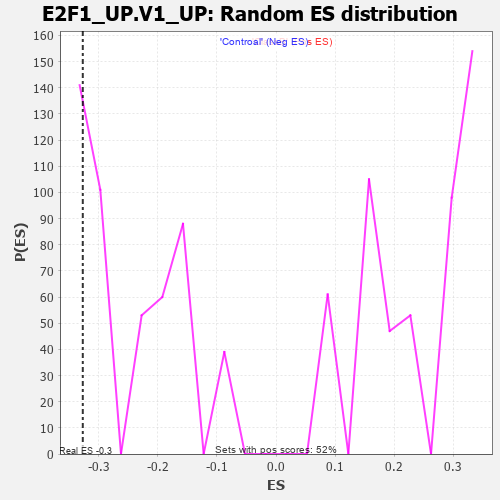 E2F1_UP.V1_UP: Random ES distribution
'Control' (Neg ES) s ES)
160
150
140
130
120
110
100
90
80
70
60
50
40
30
20
10
0
P(ES)
Real ES -0.3
Sets with pos scores: 52%
-0.3 -0.2 -0.1 0.0 0.1 0.2 0.3
ES